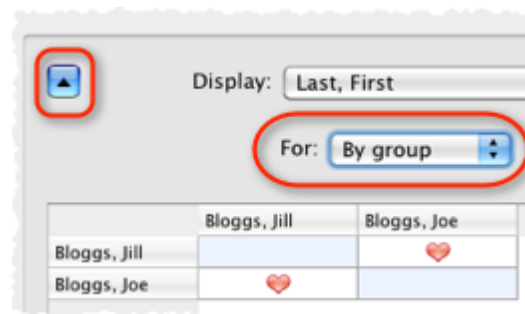 Display: Last, First
For: By group
Bloggs, Jill Bloggs, Joe
Bloggs, Jill
Bloggs, Joe